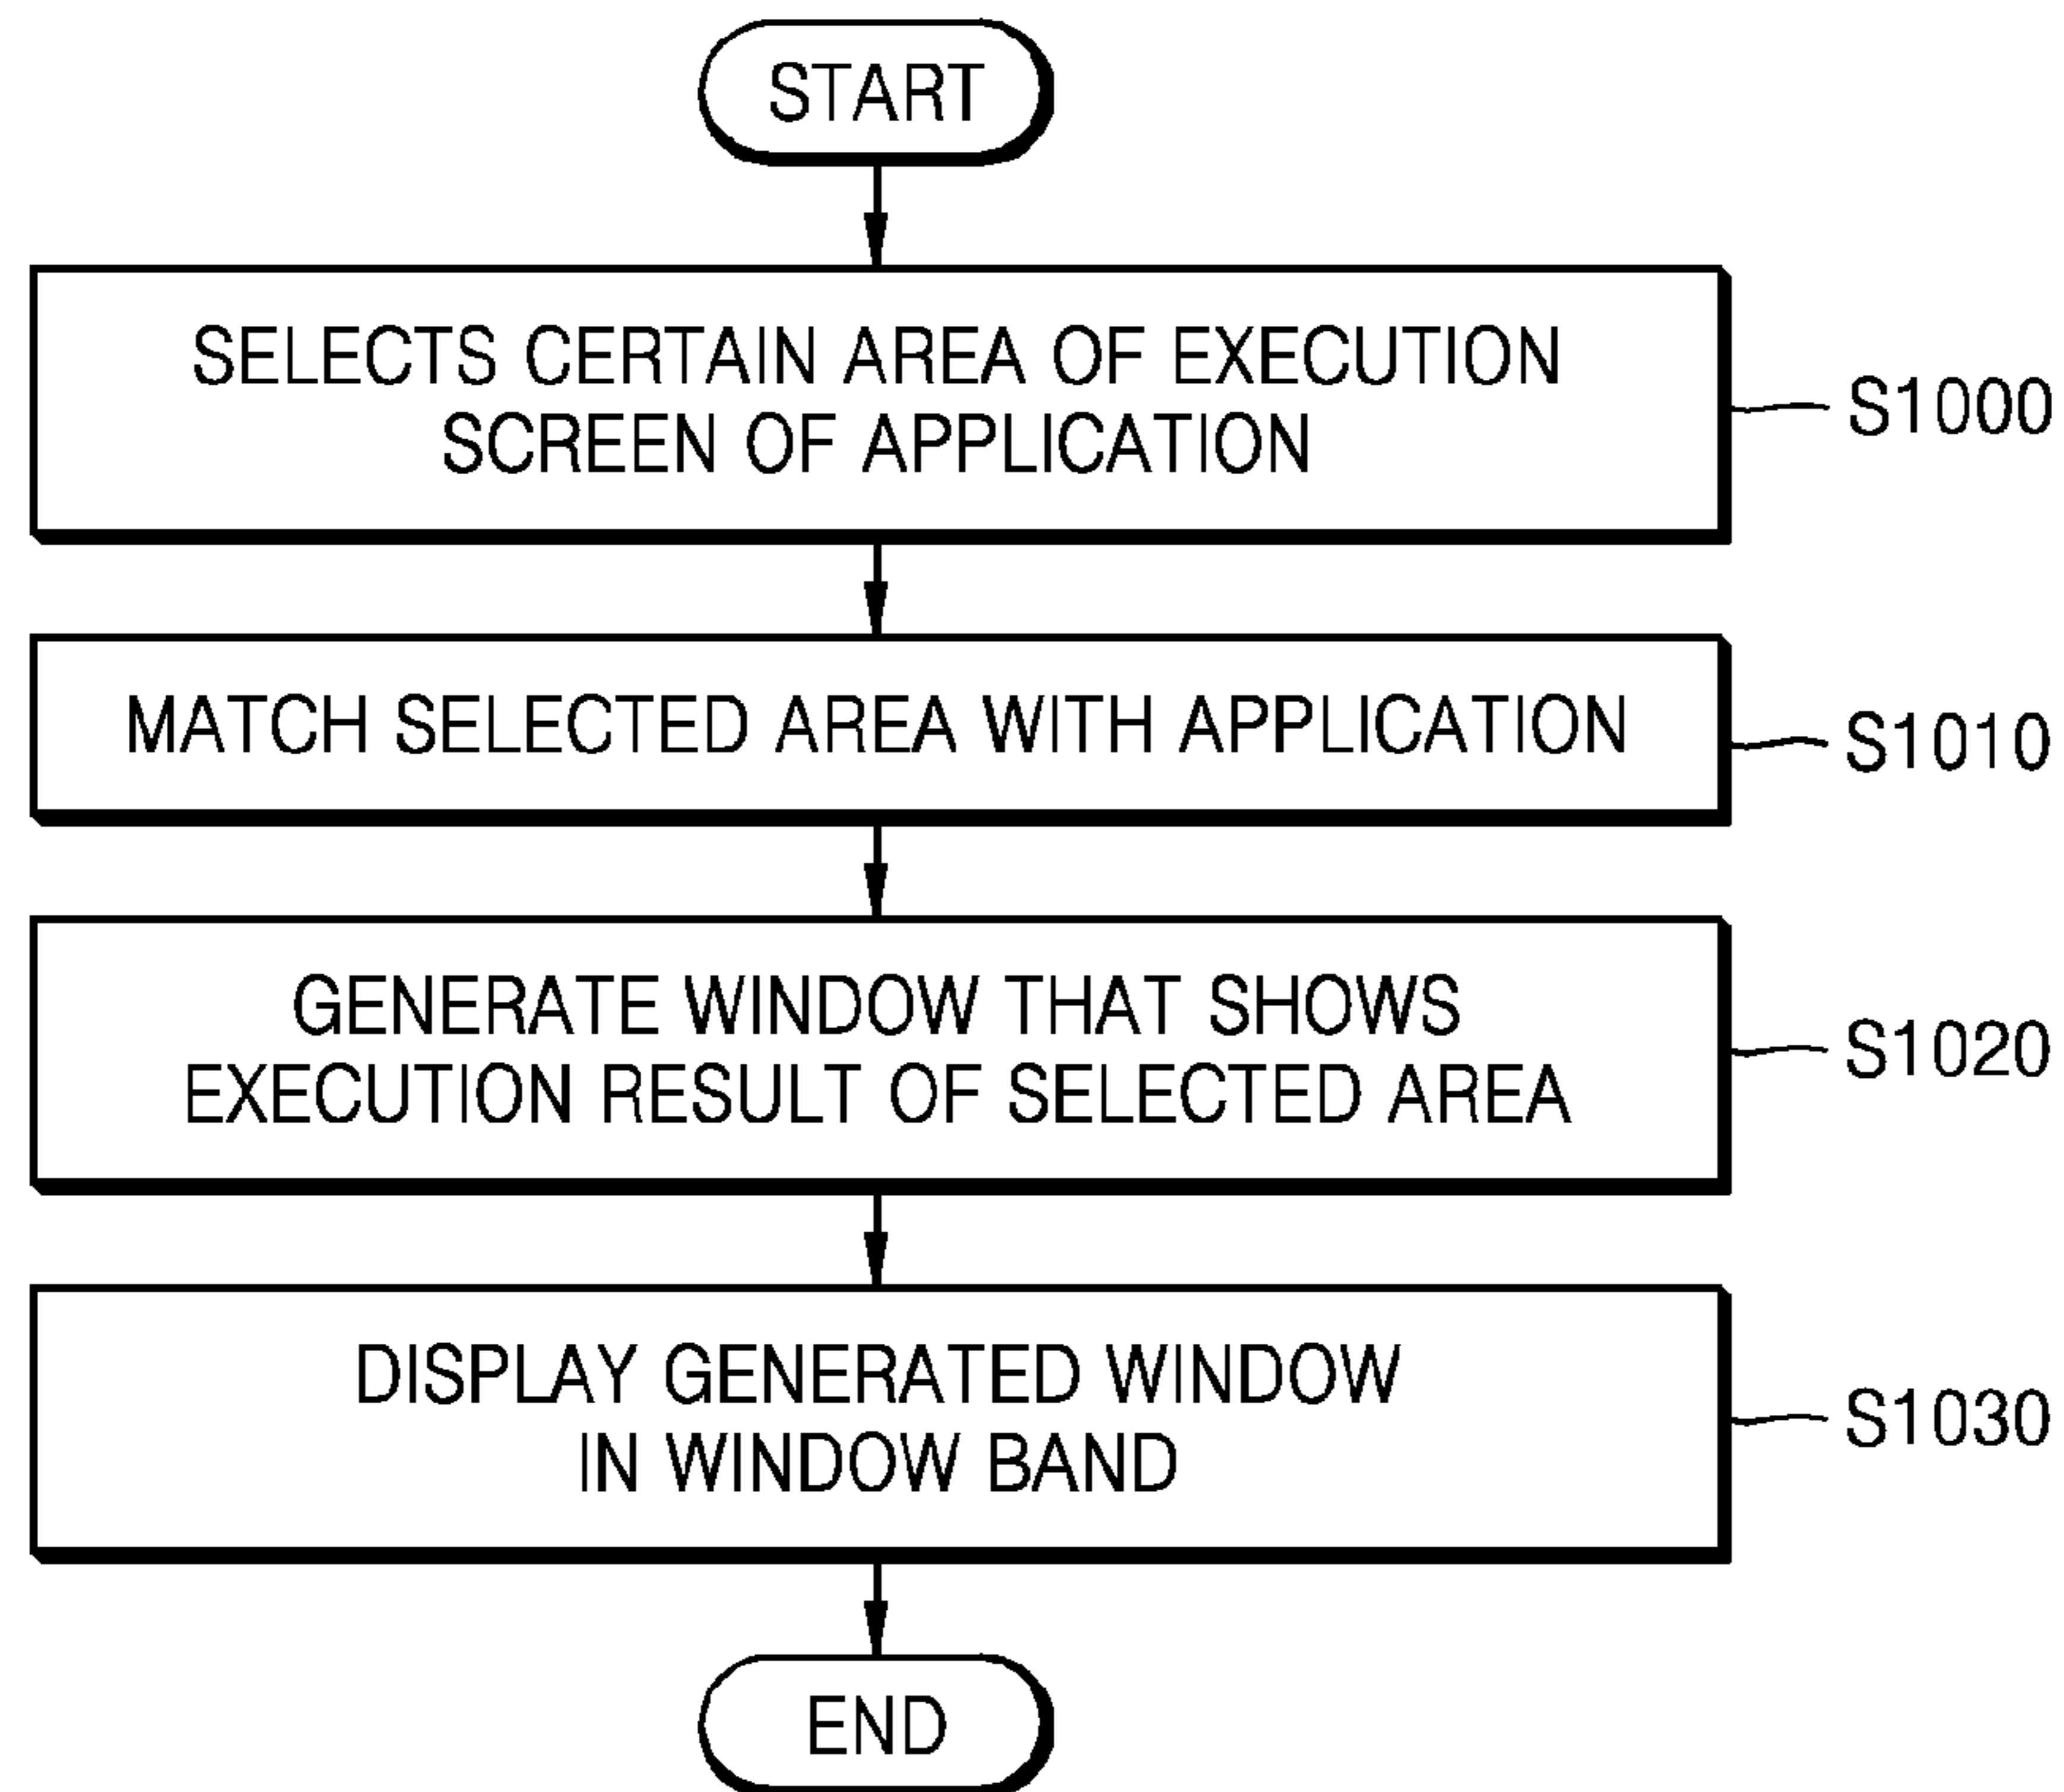 START
SELECTS CERTAIN AREA OF EXECUTION
SCREEN OF APPLICATION
S1000
MATCH SELECTED AREA WITH APPLICATION
S1010
GENERATE WINDOW THAT SHOWS
EXECUTION RESULT OF SELECTED AREA
S1020
DISPLAY GENERATED WINDOW
IN WINDOW BAND
S1030
END